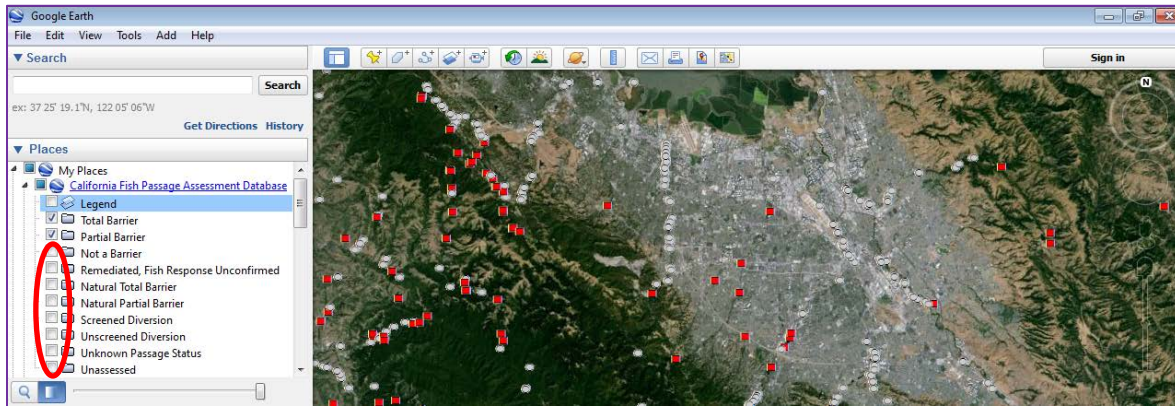 Google Earth
File Edit View Tools Add Help
▼ Search
Search
ex: 37 25' 19.1"N, 122 05' 06"W
Get Directions History
▼ Places
My Places
California Fish Passage Assessment Database
Legend
Total Barrier
Partial Barrier
Not a Barrier
Remediated, Fish Response Unconfirmed
Natural Total Barrier
Natural Partial Barrier
Screened Diversion
Unscreened Diversion
Unknown Passage Status
Unassessed
Sign in
N